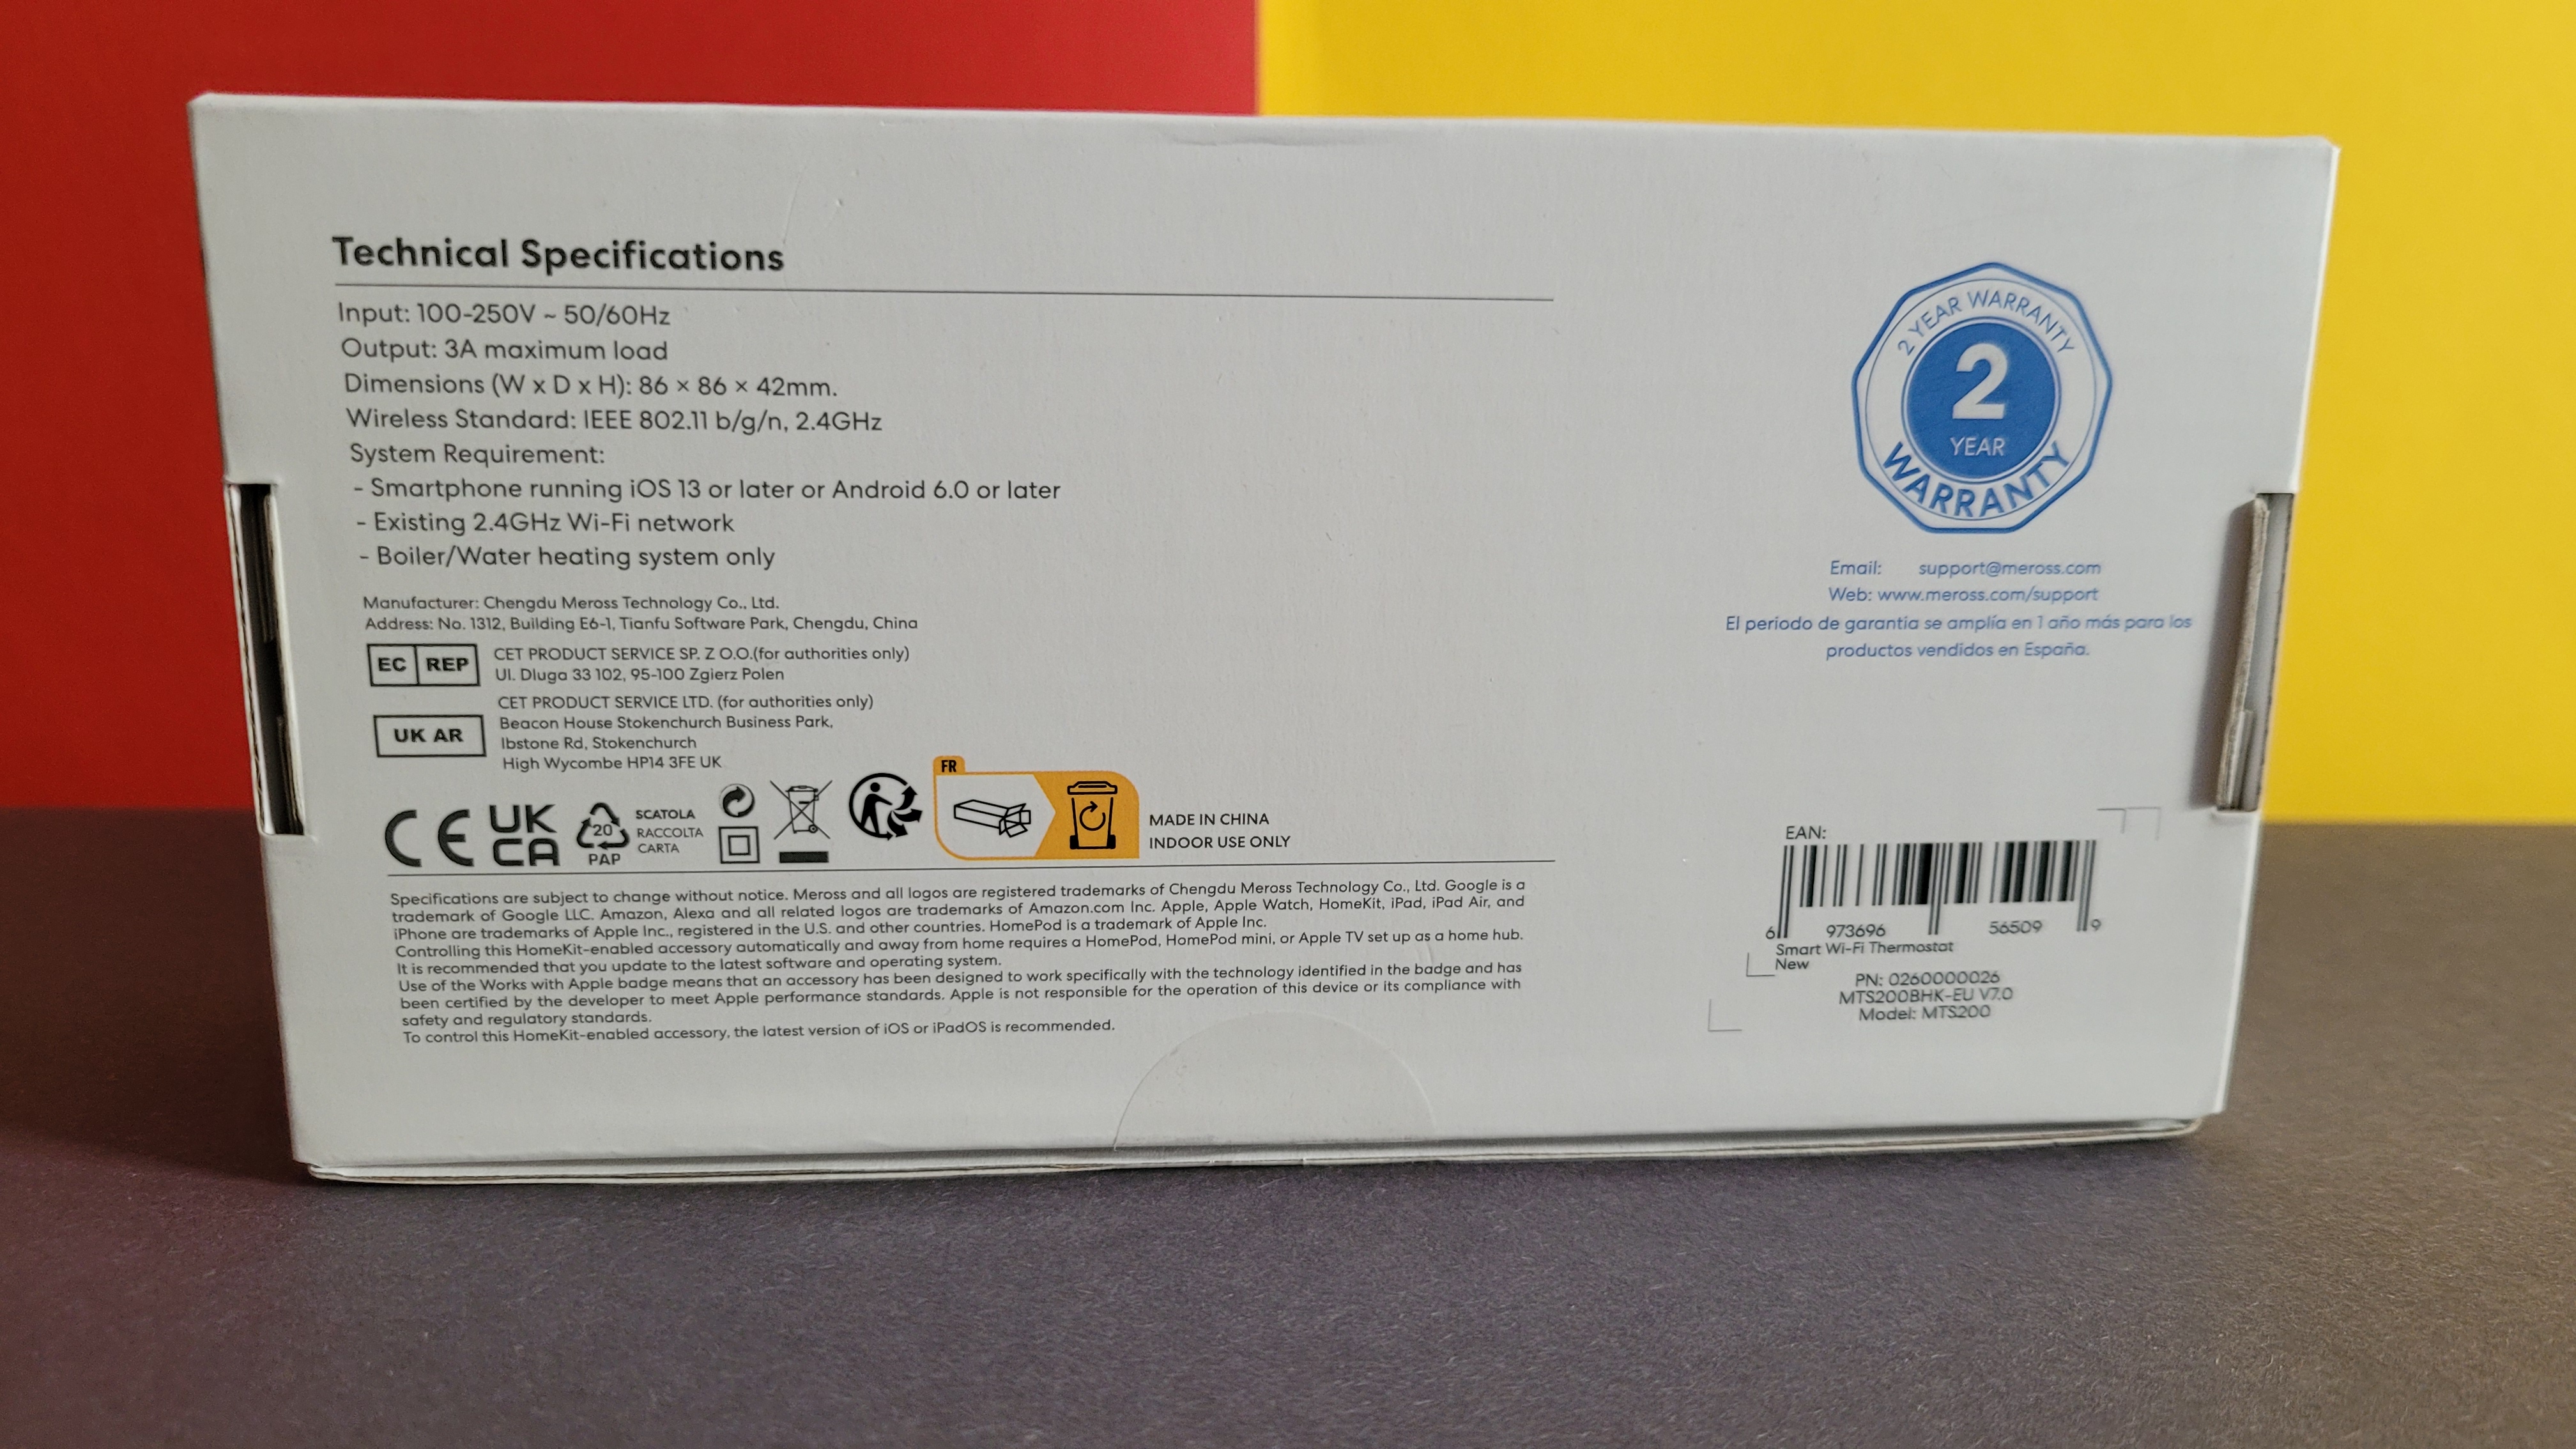 Technical Specifications
Input: 100-250V ~ 50/60Hz
Output: 3A maximum load
Dimensions (W x D x H): 86 × 86 × 42mm.
Wireless Standard: IEEE 802.11 b/g/n, 2.4GHz
System Requirement:
- Smartphone running iOS 13 or later or Android 6.0 or later
- Existing 2.4GHz Wi-Fi network
- Boiler/Water heating system only
Manufacturer: Chengdu Meross Technology Co., Ltd.
Address: No. 1312, Building E6-1, Tianfu Software Park, Chengdu, China
EC REP
CET PRODUCT SERVICE SP. Z O.O.(for authorities only)
Ul. Dluga 33 102, 95-100 Zgierz Polen
UK AR
CET PRODUCT SERVICE LTD. (for authorities only)
Beacon House Stokenchurch Business Park,
Ibstone Rd, Stokenchurch
High Wycombe HP14 3FE UK
CE
UK
CA
20
PAP
SCATOLA
RACCOLTA
CARTA
FR
MADE IN CHINA
INDOOR USE ONLY
Specifications are subject to change without notice. Meross and all logos are registered trademarks of Chengdu Meross Technology Co., Ltd. Google is a
trademark of Google LLC. Amazon, Alexa and all related logos are trademarks of Amazon.com Inc. Apple, Apple Watch, HomeKit, iPad, iPad Air, and
iPhone are trademarks of Apple Inc., registered in the U.S. and other countries. HomePod is a trademark of Apple Inc.
Controlling this HomeKit-enabled accessory automatically and away from home requires a HomePod, HomePod mini, or Apple TV set up as a home hub.
It is recommended that you update to the latest software and operating system.
Use of the Works with Apple badge means that an accessory has been designed to work specifically with the technology identified in the badge and has
been certified by the developer to meet Apple performance standards. Apple is not responsible for the operation of this device or its compliance with
safety and regulatory standards.
To control this HomeKit-enabled accessory, the latest version of iOS or iPadOS is recommended.
2 YEAR WARRANTY
2
YEAR
WARRANTY
Email: support@meross.com
Web: www.meross.com/support
El período de garantía se amplía en 1 año más para los
productos vendidos en España.
EAN:
6 973696 56509 9
Smart Wi-Fi Thermostat
New
PN: 0260000026
MTS200BHK-EU V7.0
Model: MTS200